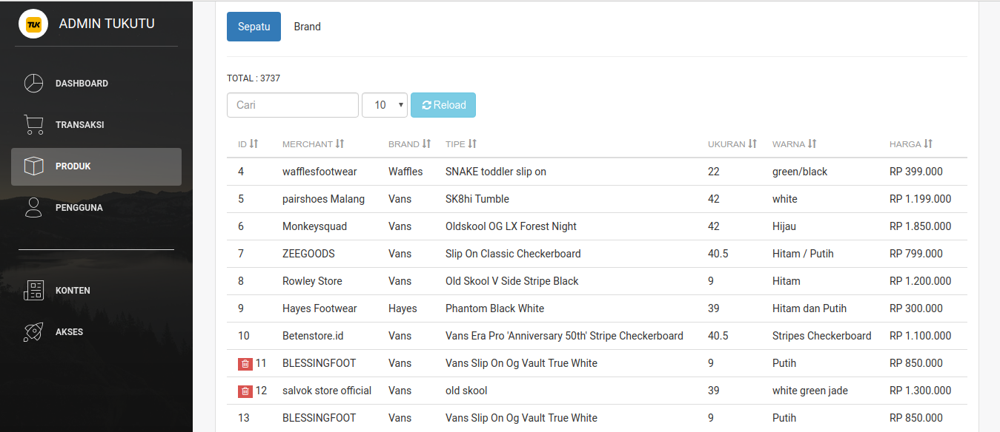 TUK ADMIN TUKUTU
DASHBOARD
TRANSAKSI
PRODUK
PENGGUNA
KONTEN
AKSES
Sepatu Brand
TOTAL : 3737
Cari 10 Reload
ID MERCHANT BRAND TIPE UKURAN WARNA HARGA
4 wafflesfootwear Waffles SNAKE toddler slip on 22 green/black RP 399.000
5 pairshoes Malang Vans SK8hi Tumble 42 white RP 1.199.000
6 Monkeysquad Vans Oldskool OG LX Forest Night 42 Hijau RP 1.850.000
7 ZEEGOODS Vans Slip On Classic Checkerboard 40.5 Hitam / Putih RP 799.000
8 Rowley Store Vans Old Skool V Side Stripe Black 9 Hitam RP 1.200.000
9 Hayes Footwear Hayes Phantom Black White 39 Hitam dan Putih RP 300.000
10 Betenstore.id Vans Vans Era Pro 'Anniversary 50th' Stripe Checkerboard 40.5 Stripes Checkerboard RP 1.100.000
11 BLESSINGFOOT Vans Vans Slip On Og Vault True White 9 Putih RP 850.000
12 salvok store official Vans old skool 39 white green jade RP 1.300.000
13 BLESSINGFOOT Vans Vans Slip On Og Vault True White 9 Putih RP 850.000